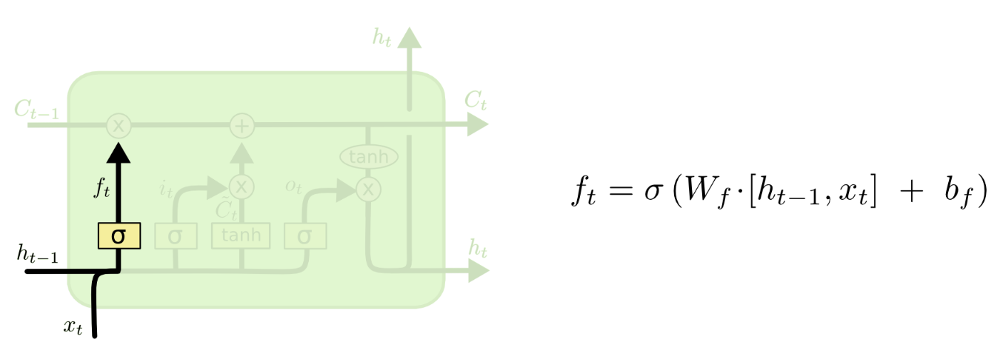 h_t
C_{t-1}
C_t
x
+
tanh
f_t
i_t
x
o_t
x
C̃_t
σ
σ
tanh
σ
h_{t-1}
h_t
x_t
f_t = σ (W_f · [h_{t-1}, x_t] + b_f)